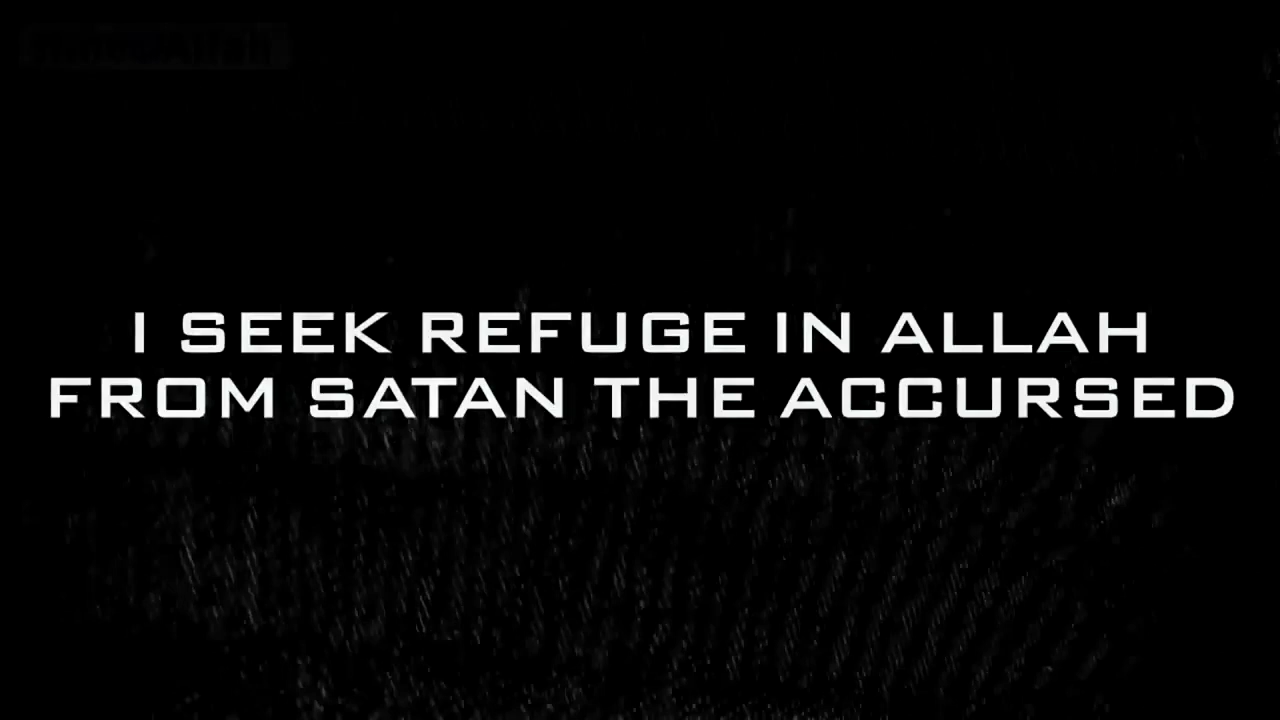 I SEEK REFUGE IN ALLAH
FROM SATAN THE ACCURSED